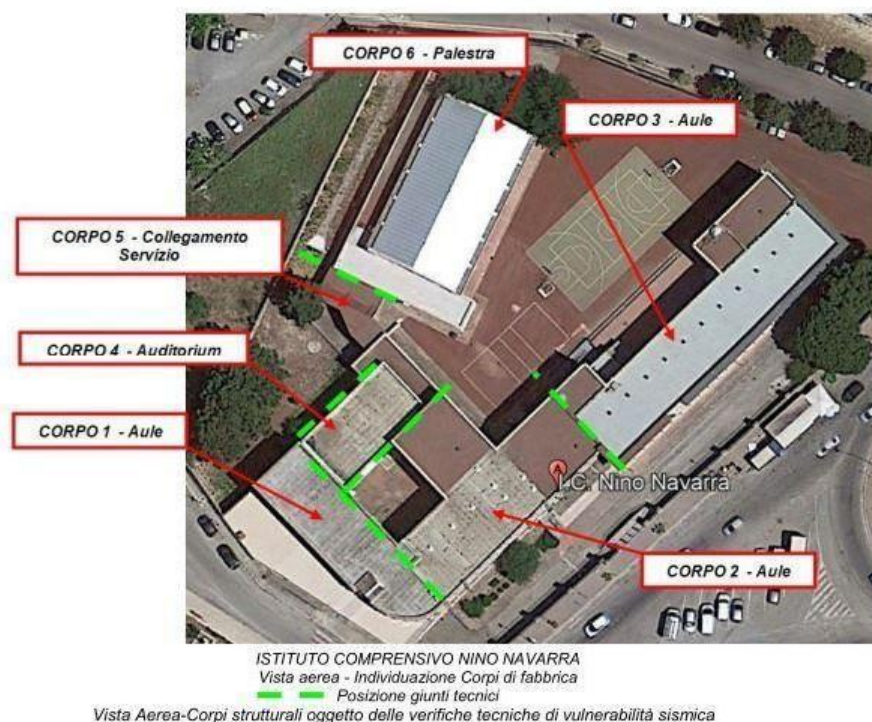 CORPO 6 - Palestra
CORPO 3 - Aule
CORPO 5 - Collegamento
Servizio
CORPO 4 - Auditorium
CORPO 1 - Aule
I.C. Nino Navarra
A
CORPO 2 - Aule
ISTITUTO COMPRENSIVO NINO NAVARRA
Vista aerea - Individuazione Corpi di fabbrica
Posizione giunti tecnici
Vista Aerea-Corpi strutturali oggetto delle verifiche tecniche di vulnerabilità sismica